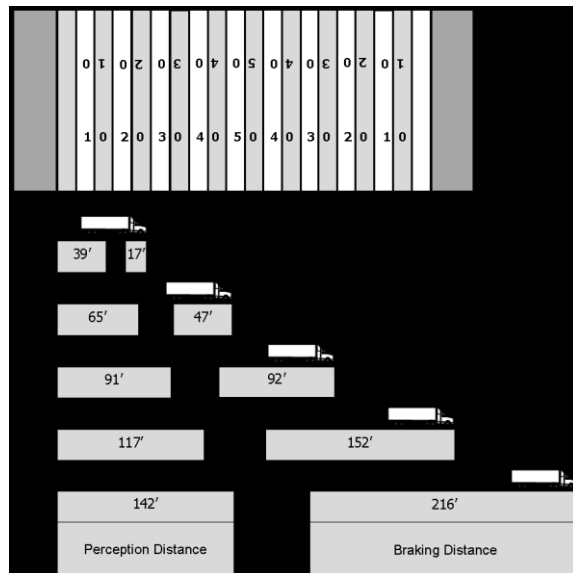 0 1 0 2 0 3 0 4 0 5 0 4 0 3 0 2 0 1
1 0 2 0 3 0 4 0 5 0 4 0 3 0 2 0 1 0
39′ 17′
65′ 47′
91′ 92′
117′ 152′
142′ 216′
Perception Distance Braking Distance